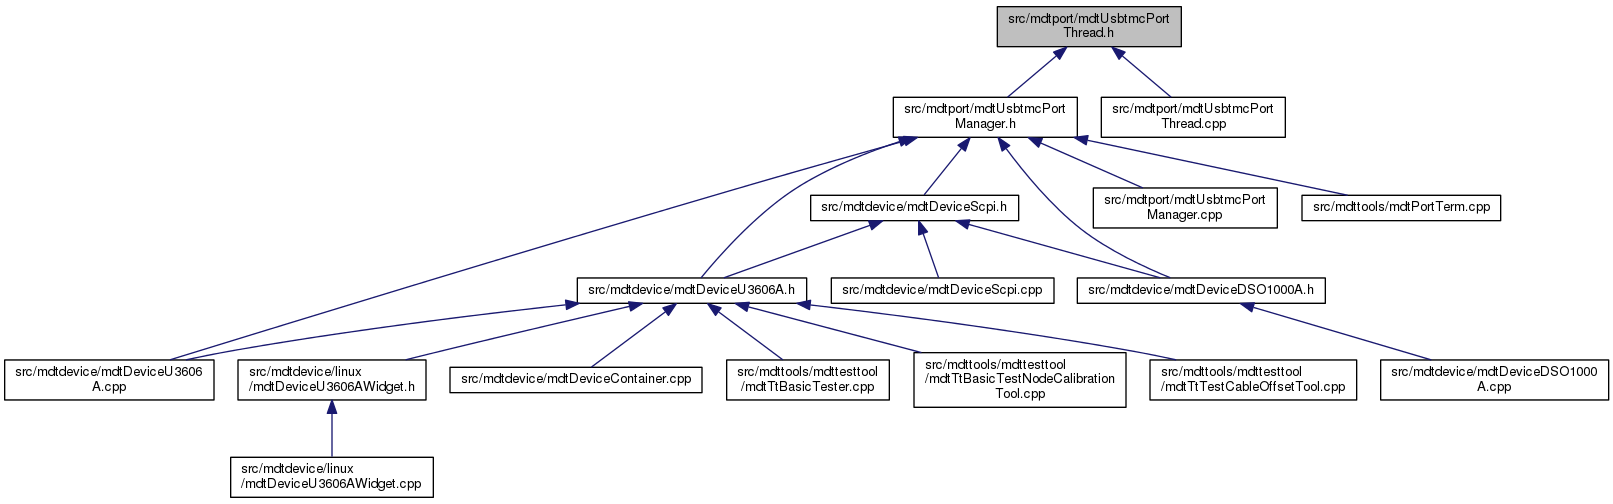 src/mdtport/mdtUsbtmcPort
Thread.h
src/mdtport/mdtUsbtmcPort
Manager.h
src/mdtport/mdtUsbtmcPort
Thread.cpp
src/mdtdevice/mdtDeviceScpi.h
src/mdtport/mdtUsbtmcPort
Manager.cpp
src/mdttools/mdtPortTerm.cpp
src/mdtdevice/mdtDeviceU3606A.h
src/mdtdevice/mdtDeviceScpi.cpp
src/mdtdevice/mdtDeviceDSO1000A.h
src/mdtdevice/mdtDeviceU3606
A.cpp
src/mdtdevice/linux
/mdtDeviceU3606AWidget.h
src/mdtdevice/mdtDeviceContainer.cpp
src/mdttools/mdttesttool
/mdtTtBasicTester.cpp
src/mdttools/mdttesttool
/mdtTtBasicTestNodeCalibration
Tool.cpp
src/mdttools/mdttesttool
/mdtTtTestCableOffsetTool.cpp
src/mdtdevice/mdtDeviceDSO1000
A.cpp
src/mdtdevice/linux
/mdtDeviceU3606AWidget.cpp